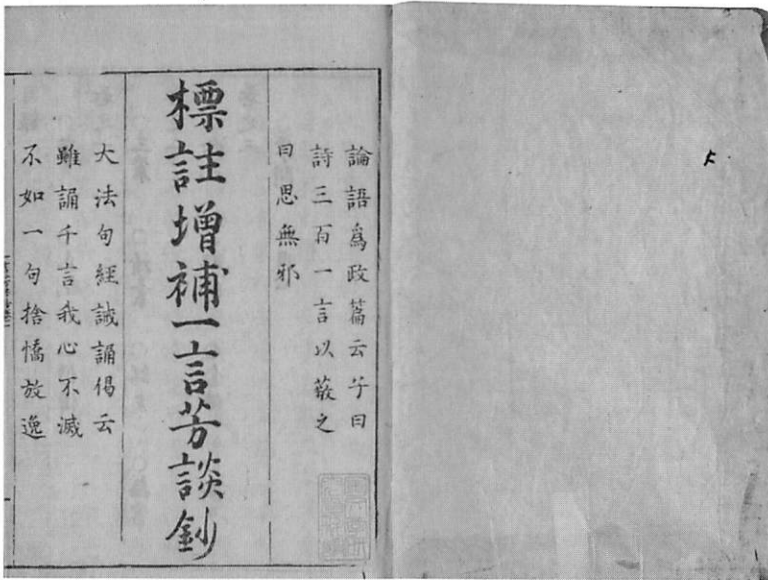 論語爲政篇云子曰
詩三百一言以蔽之
曰思無邪
標註增補一言芳談鈔
大法句經誡誦偈云
雖誦千言我心不滅
不如一句捨憍放逸